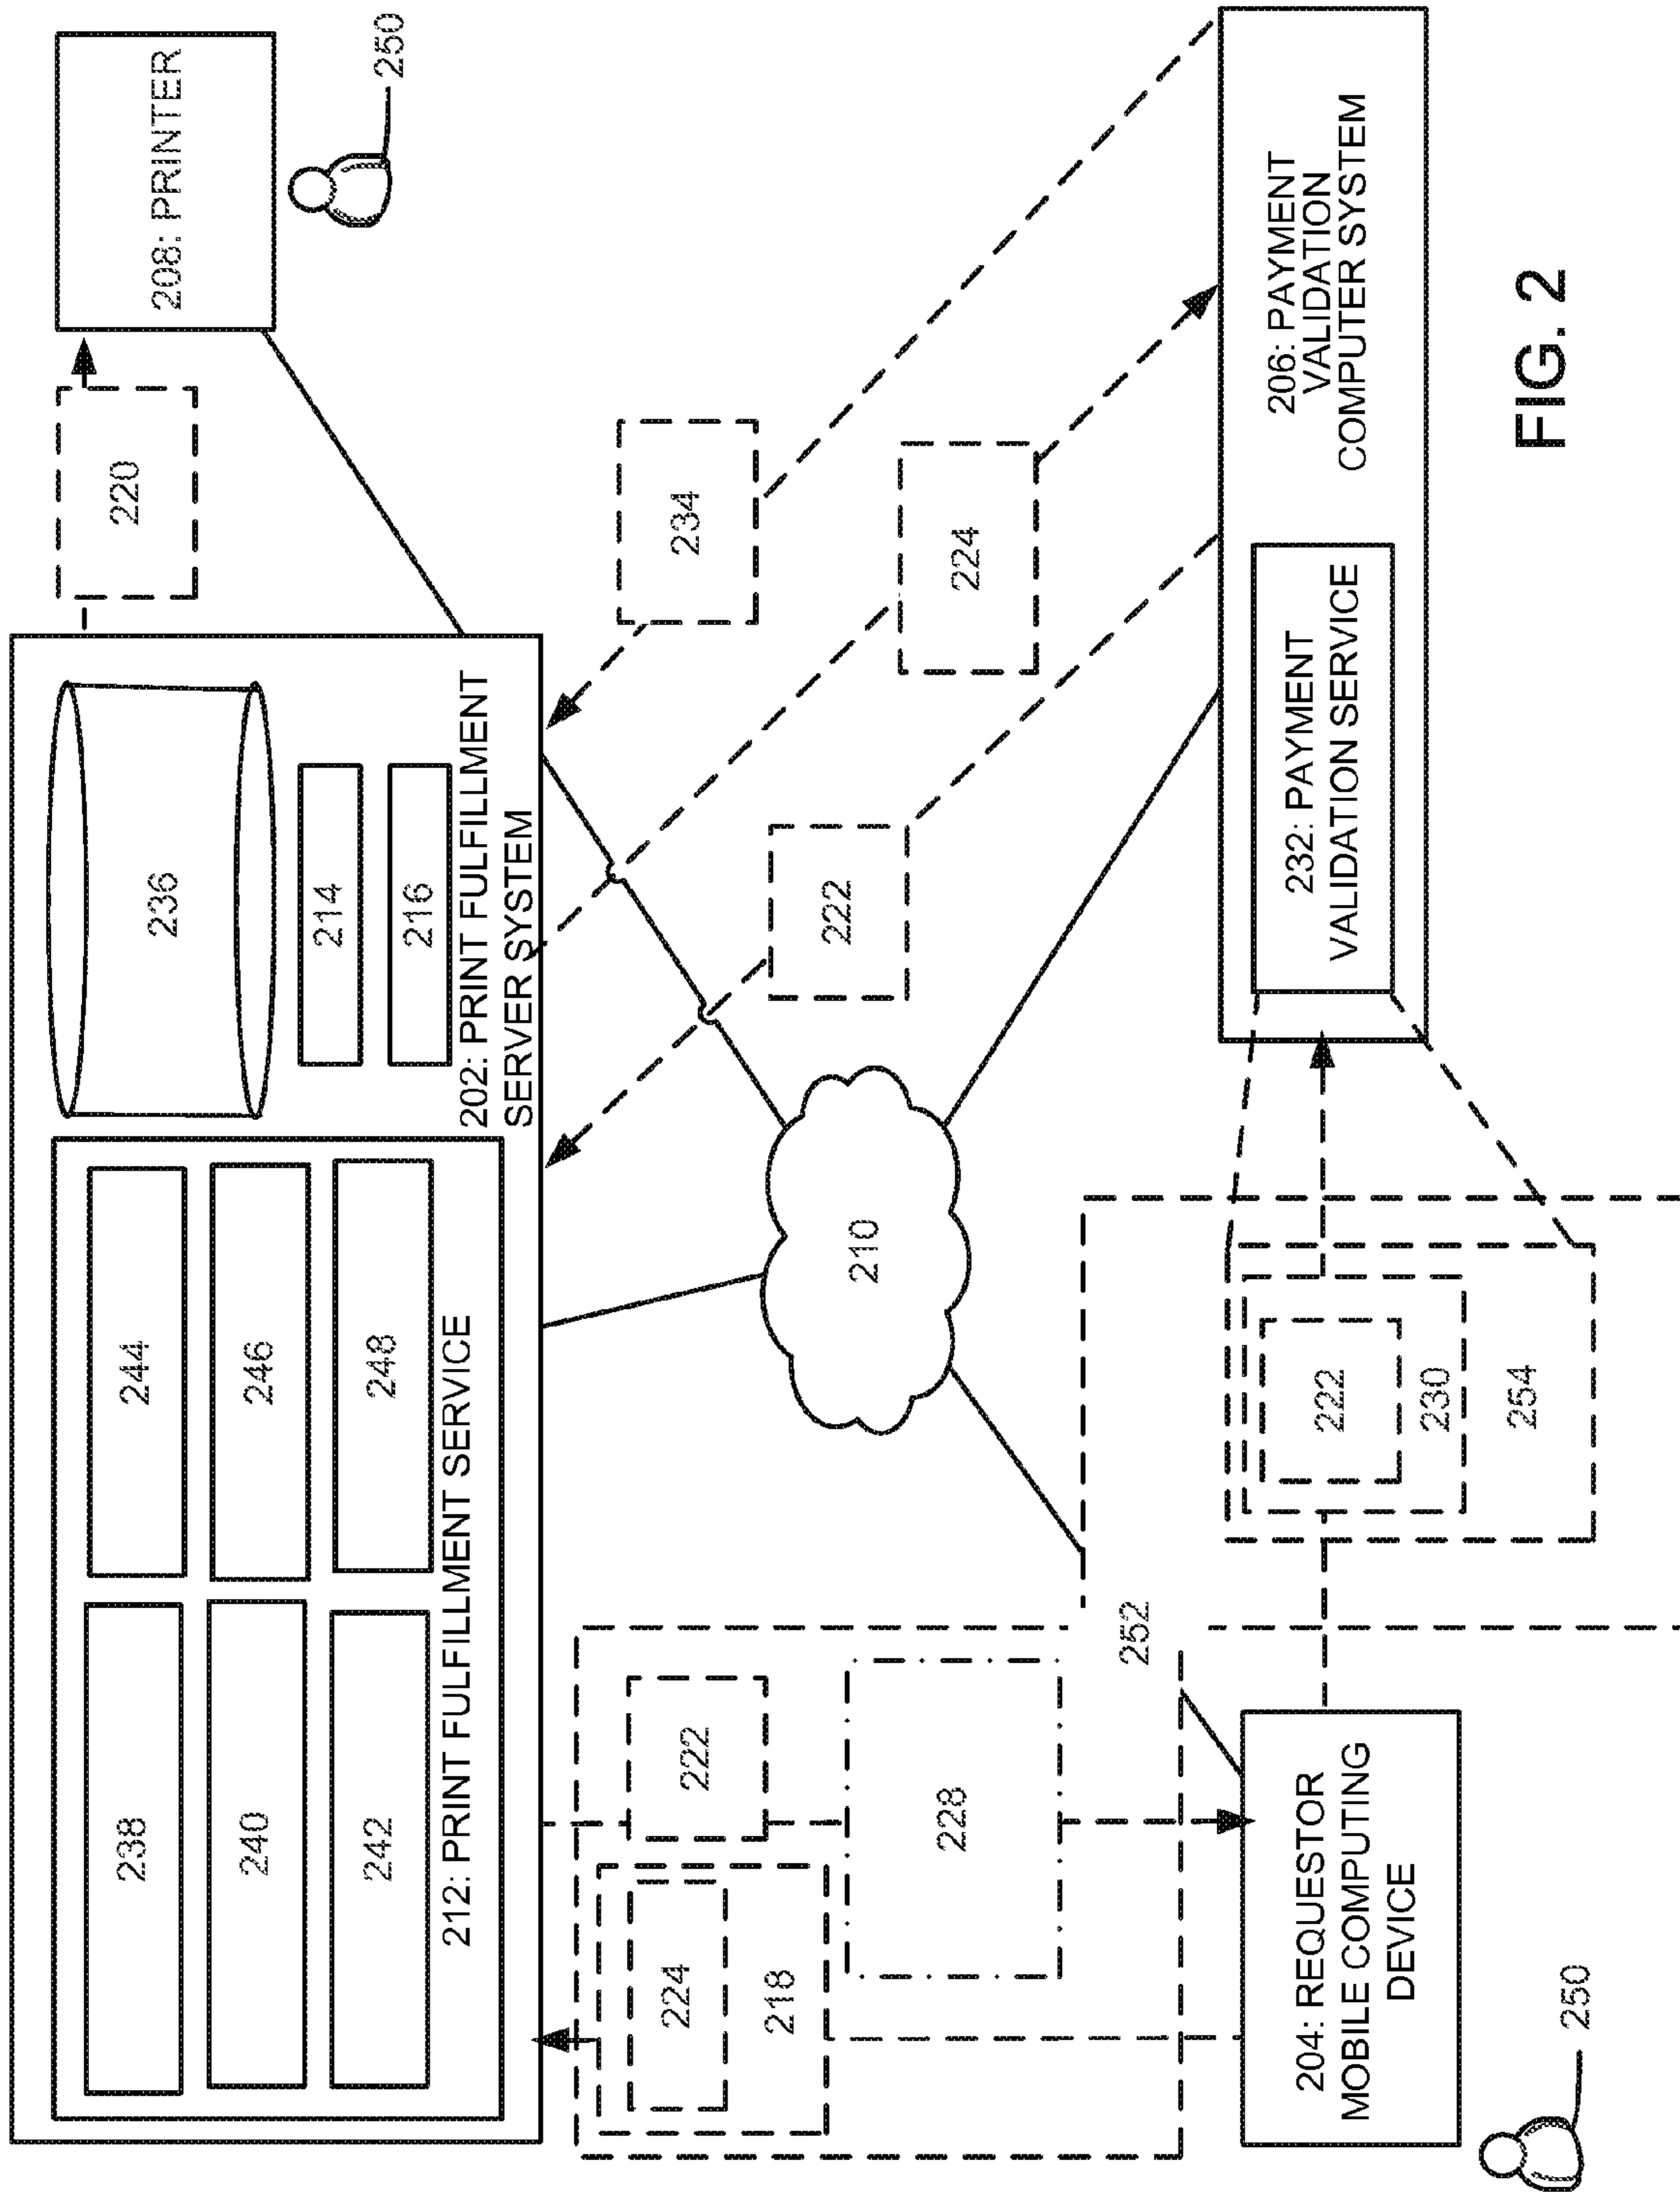 238
244
236
240
246
214
242
248
216
212: PRINT FULFILLMENT SERVICE
202: PRINT FULFILLMENT
SERVER SYSTEM
220
208: PRINTER
250
224
218
222
228
252
210
222
234
224
204: REQUESTOR
MOBILE COMPUTING
DEVICE
250
222
230
254
232: PAYMENT
VALIDATION SERVICE
206: PAYMENT
VALIDATION
COMPUTER SYSTEM
FIG. 2